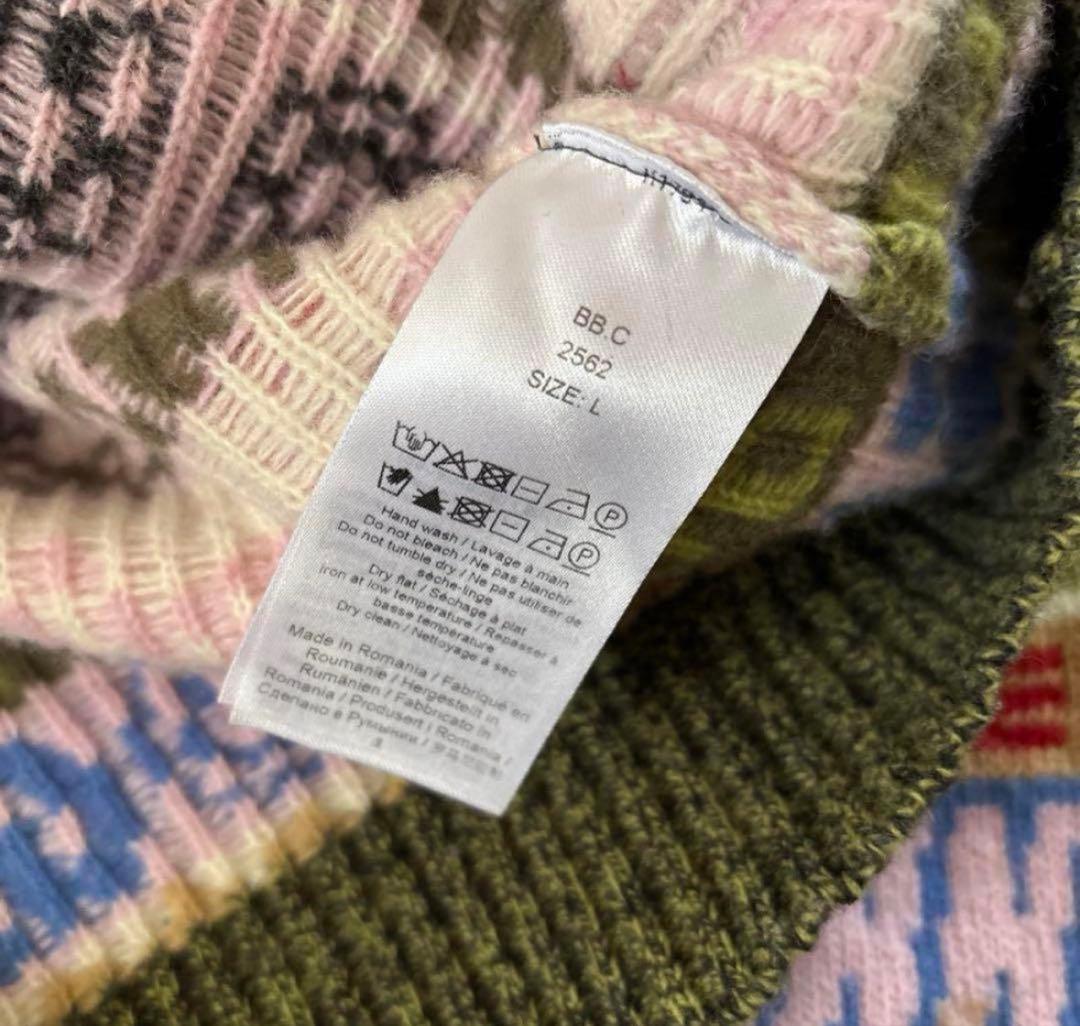 BB.C
2562
SIZE: L
P
P
Hand wash / Lavage à main
Do not bleach / Ne pas blanchir
Do not tumble dry / Ne pas utiliser de
sèche-linge
Dry flat / Séchage à plat
Iron at low temperature / Repasser à
basse température
Dry clean / Nettoyage à sec
Made in Romania / Fabriqué en
Roumanie / Hergestellt in
Rumänien / Fabbricato in
Romania / Produsert i Romania /
Сделано в Румынии /